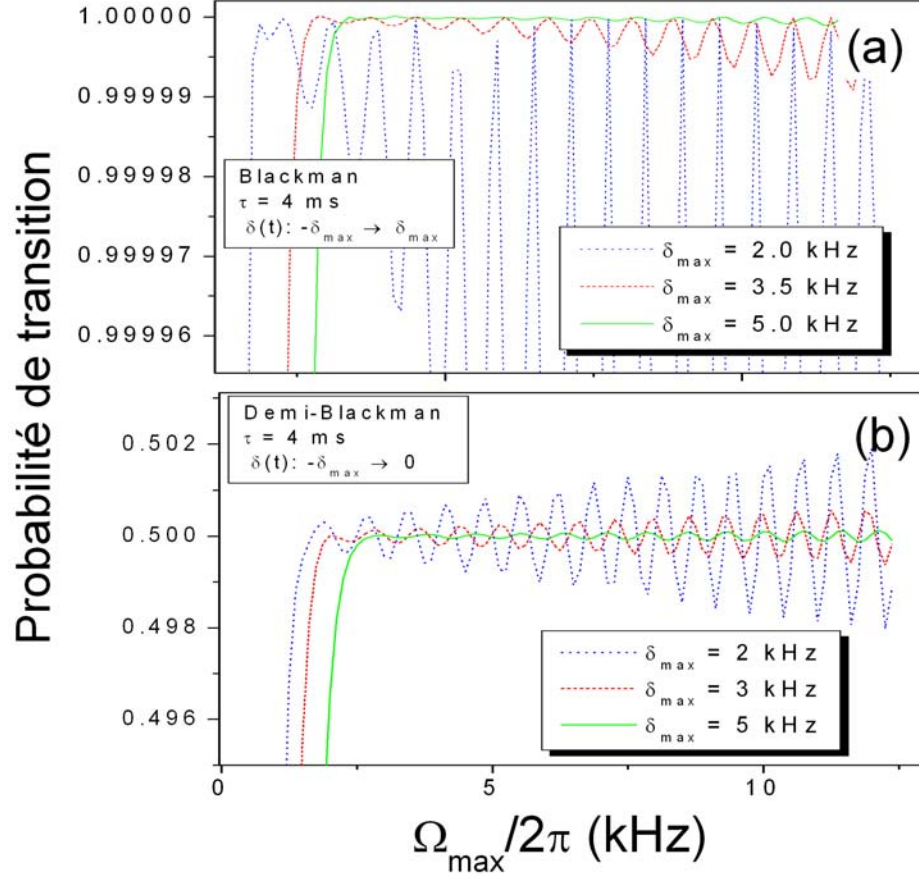 Probabilité de transition
1.00000
0.99999
0.99998
0.99997
0.99996
(a)
Blackman
τ = 4 ms
δ(t): -δmax → δmax
δmax = 2.0 kHz
δmax = 3.5 kHz
δmax = 5.0 kHz
0.502
0.500
0.498
0.496
(b)
Demi-Blackman
τ = 4 ms
δ(t): -δmax → 0
δmax = 2 kHz
δmax = 3 kHz
δmax = 5 kHz
0 5 10
Ωmax/2π (kHz)